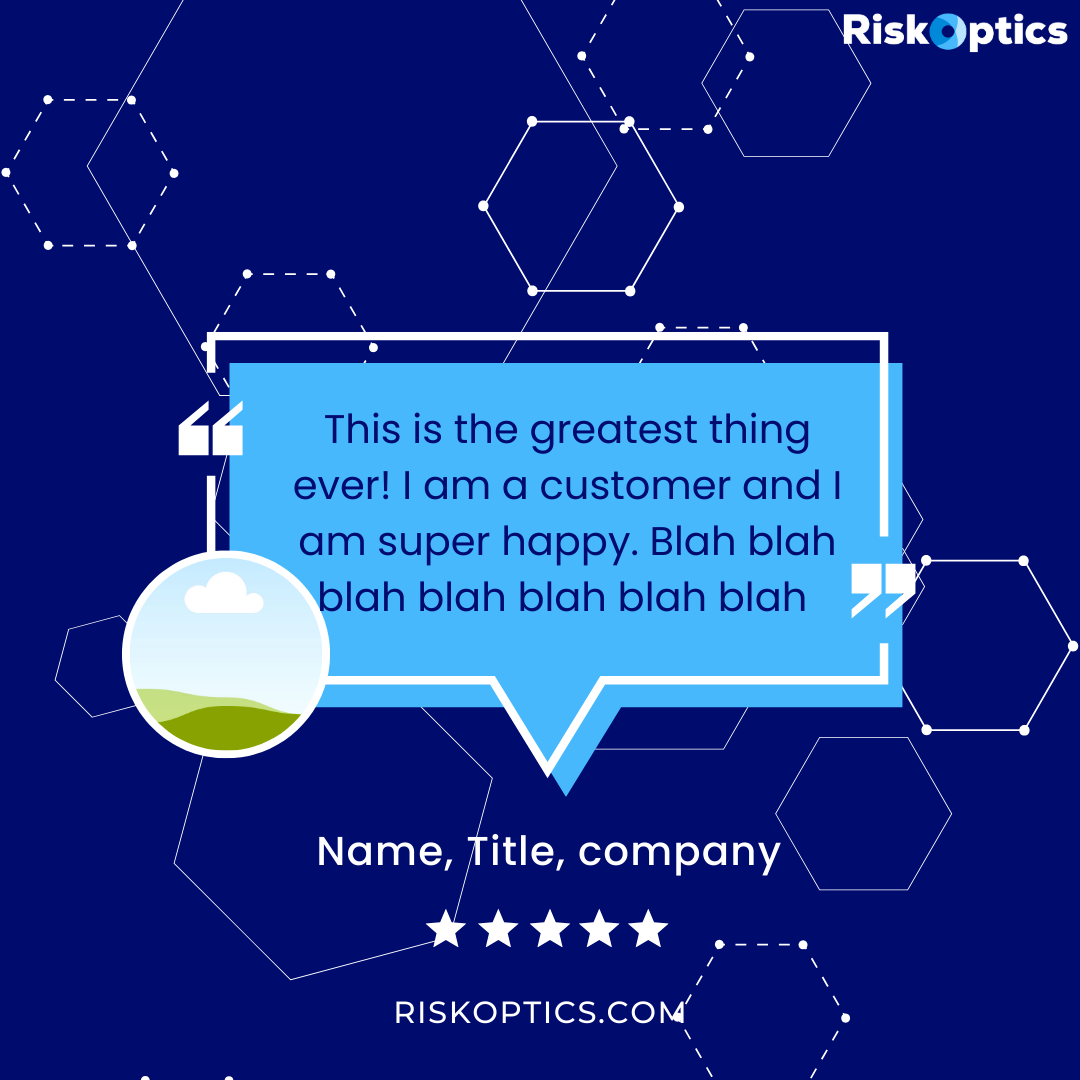 RiskOptics
This is the greatest thing
ever! I am a customer and I
am super happy. Blah blah
blah blah blah blah blah
Name, Title, company
RISKOPTICS.COM